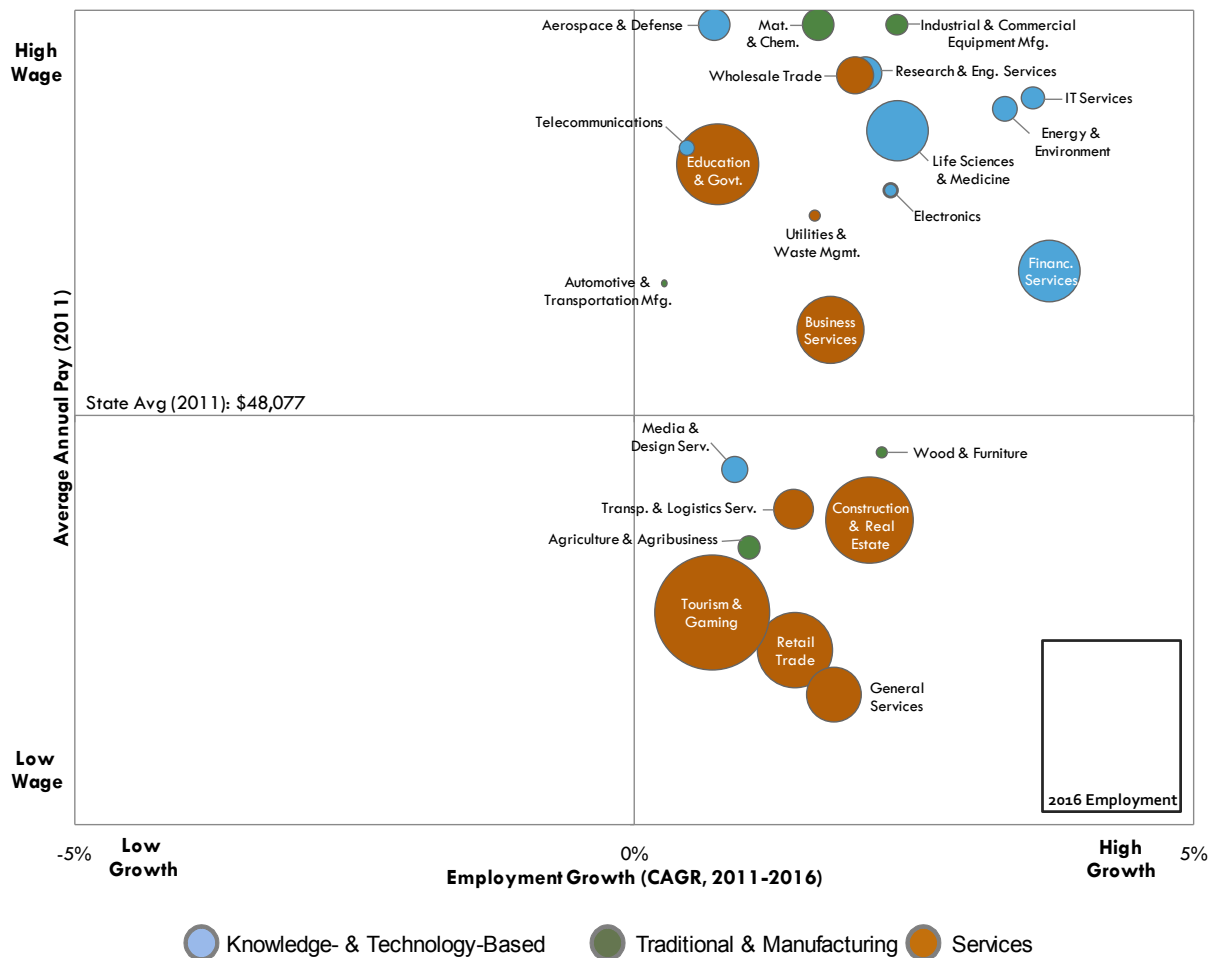 High
Wage
Aerospace & Defense
Mat.
& Chem.
Industrial & Commercial
Equipment Mfg.
Wholesale Trade
Research & Eng. Services
IT Services
Energy &
Environment
Telecommunications
Education
& Govt.
Life Sciences
& Medicine
Electronics
Utilities &
Waste Mgmt.
Financ.
Services
Automotive &
Transportation Mfg.
Business
Services
Average Annual Pay (2011)
State Avg (2011): $48,077
Media &
Design Serv.
Wood & Furniture
Transp. & Logistics Serv.
Construction
& Real
Estate
Agriculture & Agribusiness
Tourism &
Gaming
Retail
Trade
General
Services
Low
Wage
2016 Employment
-5%
Low
Growth
0%
High
Growth
5%
Employment Growth (CAGR, 2011-2016)
Knowledge- & Technology-Based
Traditional & Manufacturing
Services